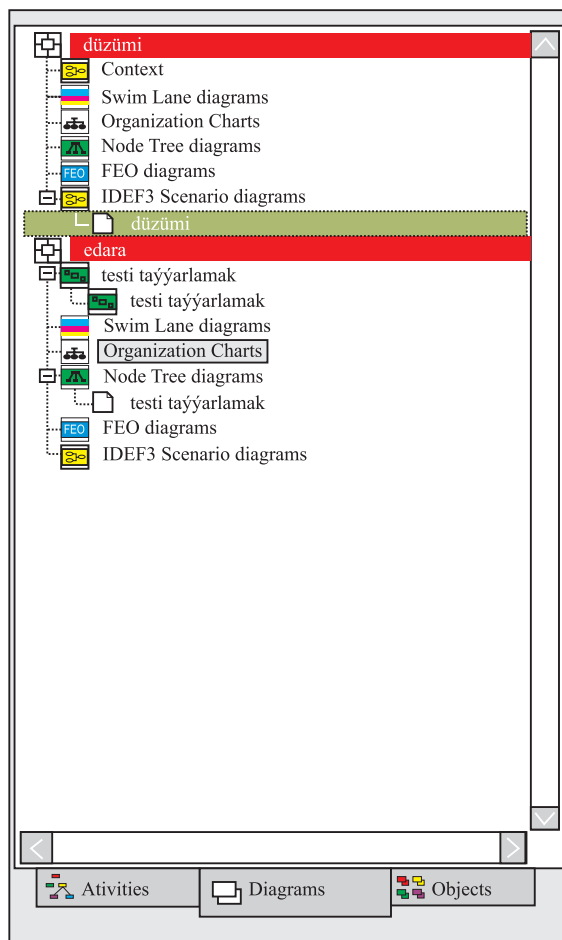 düzümi
Context
Swim Lane diagrams
Organization Charts
Node Tree diagrams
FEO FEO diagrams
IDEF3 Scenario diagrams
düzümi
edara
testi taýýarlamak
testi taýýarlamak
Swim Lane diagrams
Organization Charts
Node Tree diagrams
testi taýýarlamak
FEO FEO diagrams
IDEF3 Scenario diagrams
Ativities Diagrams Objects